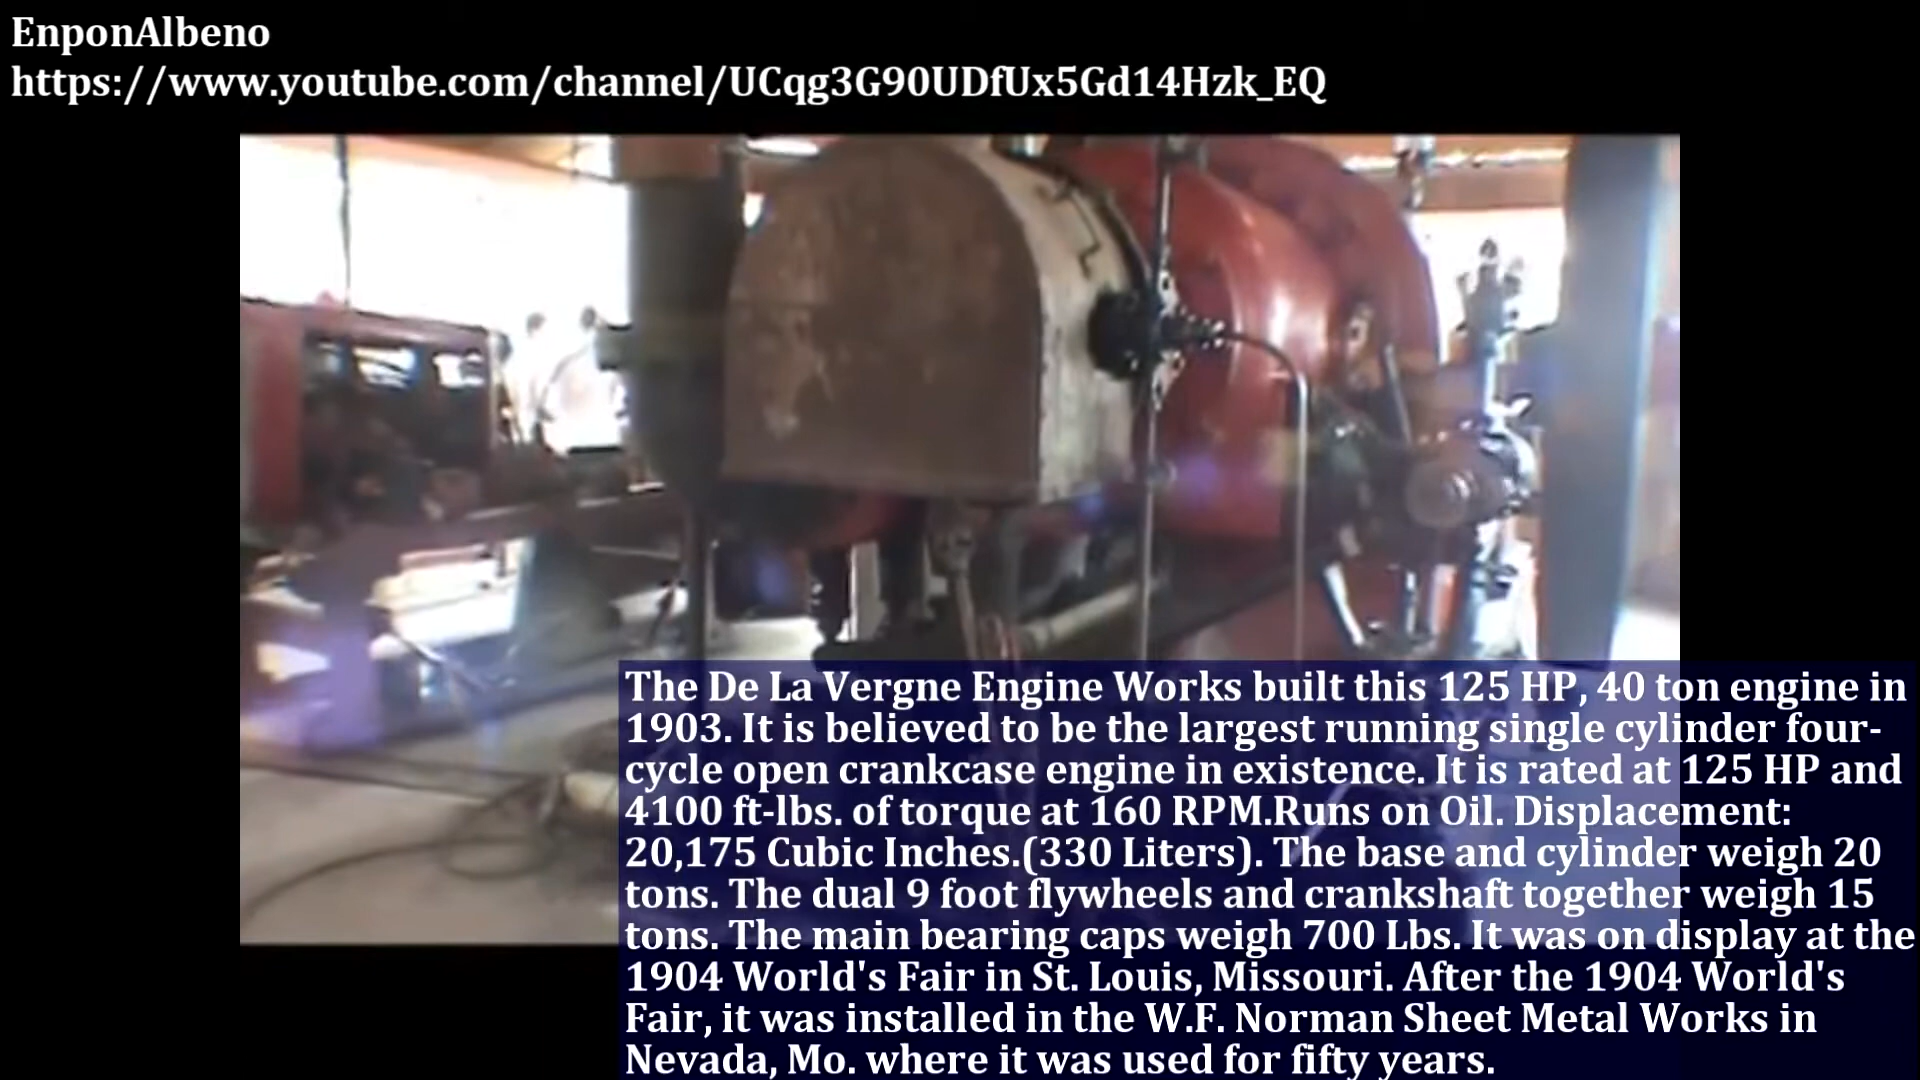 EnponAlbeno
https://www.youtube.com/channel/UCqg3G90UDfUx5Gd14Hzk_EQ
The De La Vergne Engine Works built this 125 HP, 40 ton engine in
1903. It is believed to be the largest running single cylinder four-
cycle open crankcase engine in existence. It is rated at 125 HP and
4100 ft-lbs. of torque at 160 RPM.Runs on Oil. Displacement:
20,175 Cubic Inches.(330 Liters). The base and cylinder weigh 20
tons. The dual 9 foot flywheels and crankshaft together weigh 15
tons. The main bearing caps weigh 700 Lbs. It was on display at the
1904 World's Fair in St. Louis, Missouri. After the 1904 World's
Fair, it was installed in the W.F. Norman Sheet Metal Works in
Nevada, Mo. where it was used for fifty years.